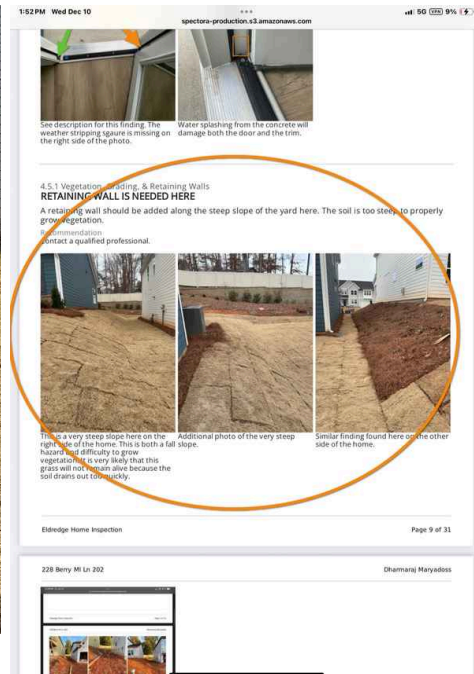 1:52 PM Wed Dec 10
5G VPN 9%
spectora-production.s3.amazonaws.com
See description for this finding. The
weather stripping sgaure is missing on
the right side of the photo.
Water splashing from the concrete will
damage both the door and the trim.
4.5.1 Vegetation, Grading, & Retaining Walls
RETAINING WALL IS NEEDED HERE
A retaining wall should be added along the steep slope of the yard here. The soil is too steep to properly
grow vegetation.
Recommendation
Contact a qualified professional.
This is a very steep slope here on the
right side of the home. This is both a fall
hazard and difficulty to grow
vegetation. It is very likely that this
grass will not remain alive because the
soil drains out too quickly.
Additional photo of the very steep
slope.
Similar finding found here on the other
side of the home.
Eldredge Home Inspection
Page 9 of 31
228 Berry Ml Ln 202
Dharmaraj Maryadoss